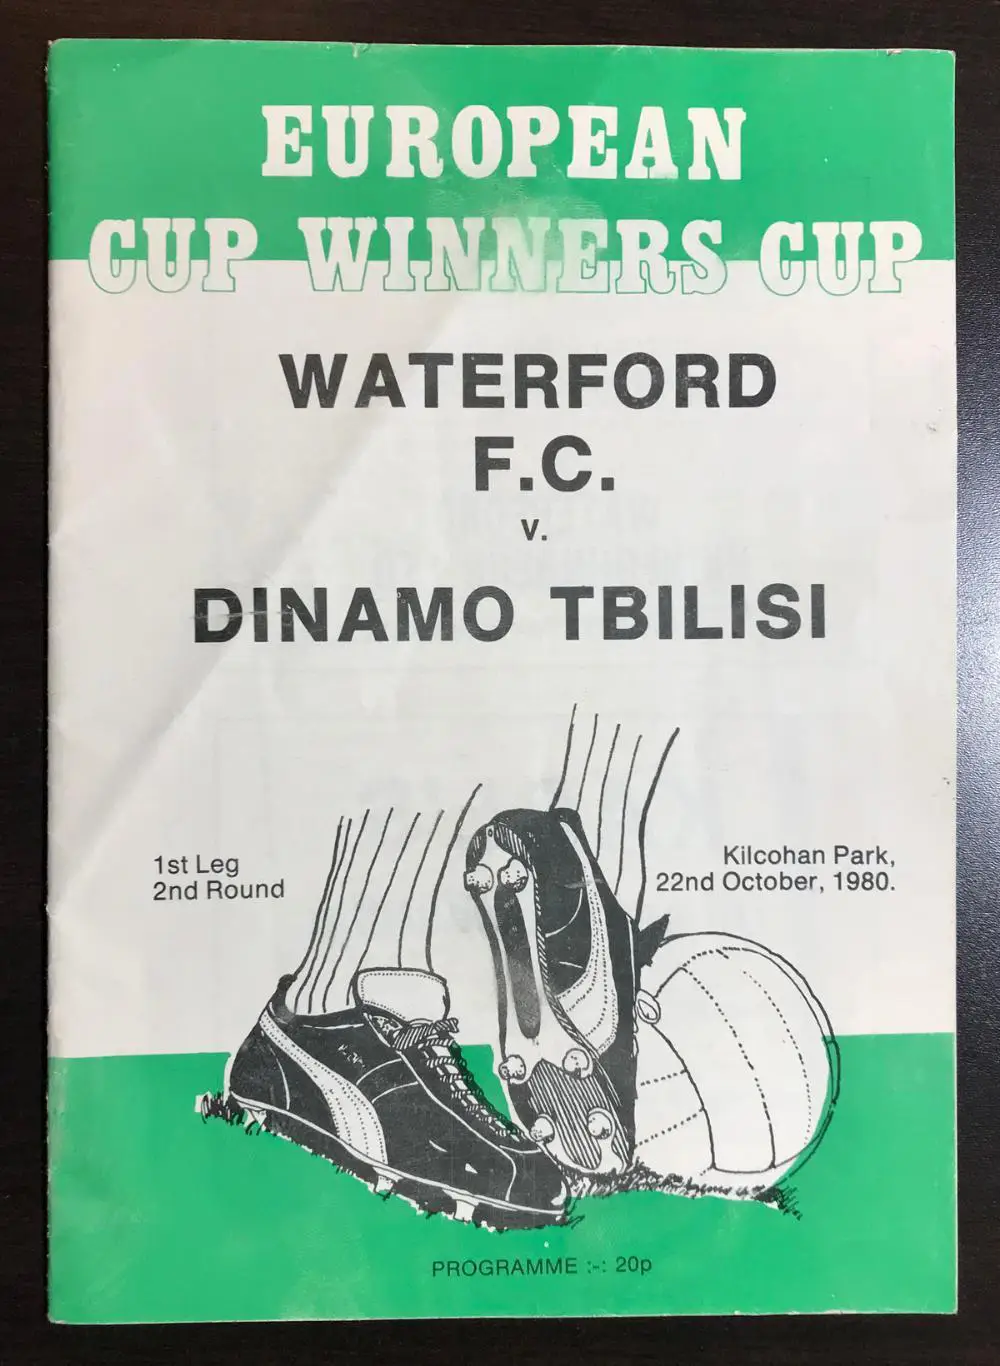 EUROPEAN
CUP WINNERS CUP
WATERFORD
F.C.
v.
DINAMO TBILISI
1st Leg
2nd Round
Kilcohan Park,
22nd October, 1980.
PROGRAMME :-: 20p